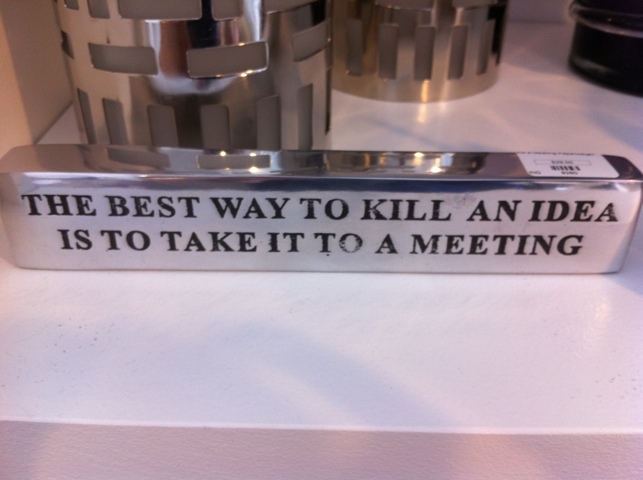 THE BEST WAY TO KILL AN IDEA
IS TO TAKE IT TO A MEETING